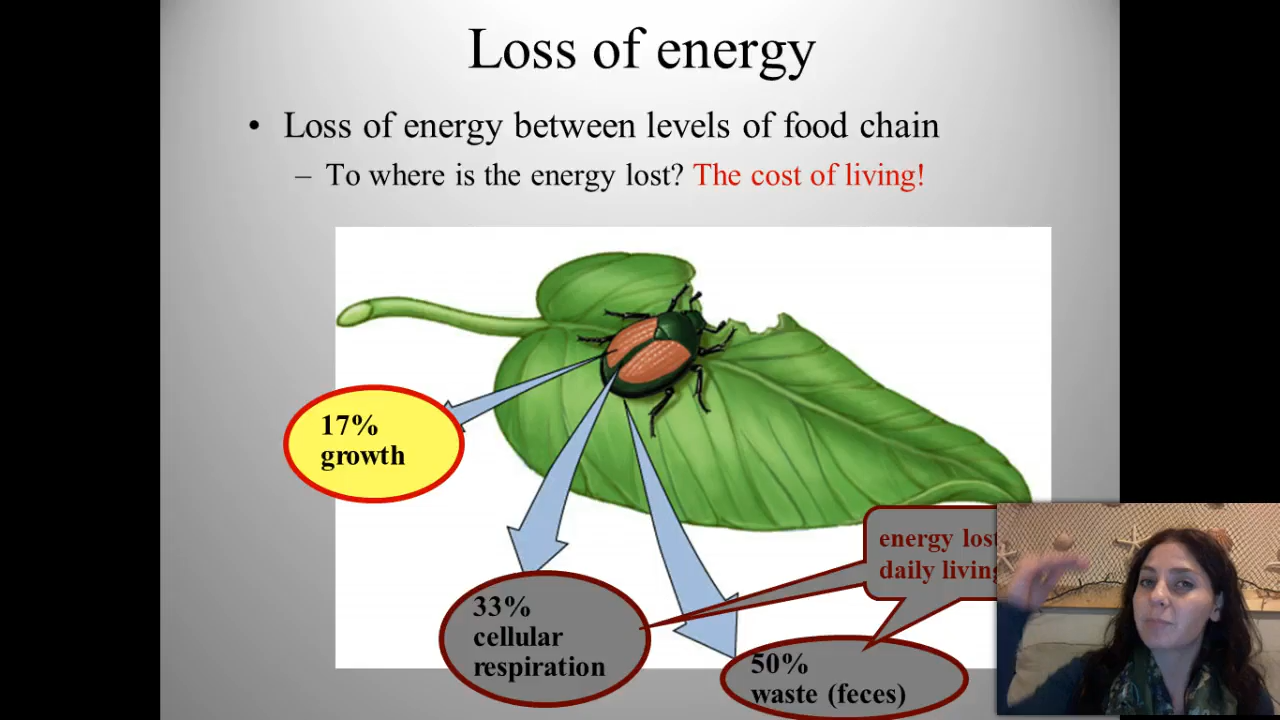 Loss of energy
• Loss of energy between levels of food chain
– To where is the energy lost? The cost of living!
17%
growth
energy lost
daily living
33%
cellular
respiration
50%
waste (feces)